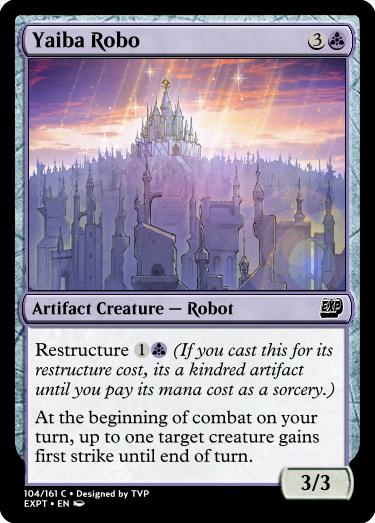 Yaiba Robo 3
EXP
Artifact Creature — Robot
Restructure 1 (If you cast this for its
restructure cost, its a kindred artifact
until you pay its mana cost as a sorcery.)
At the beginning of combat on your
turn, up to one target creature gains
first strike until end of turn.
3/3
104/161 C • Designed by TVP
EXPT • EN